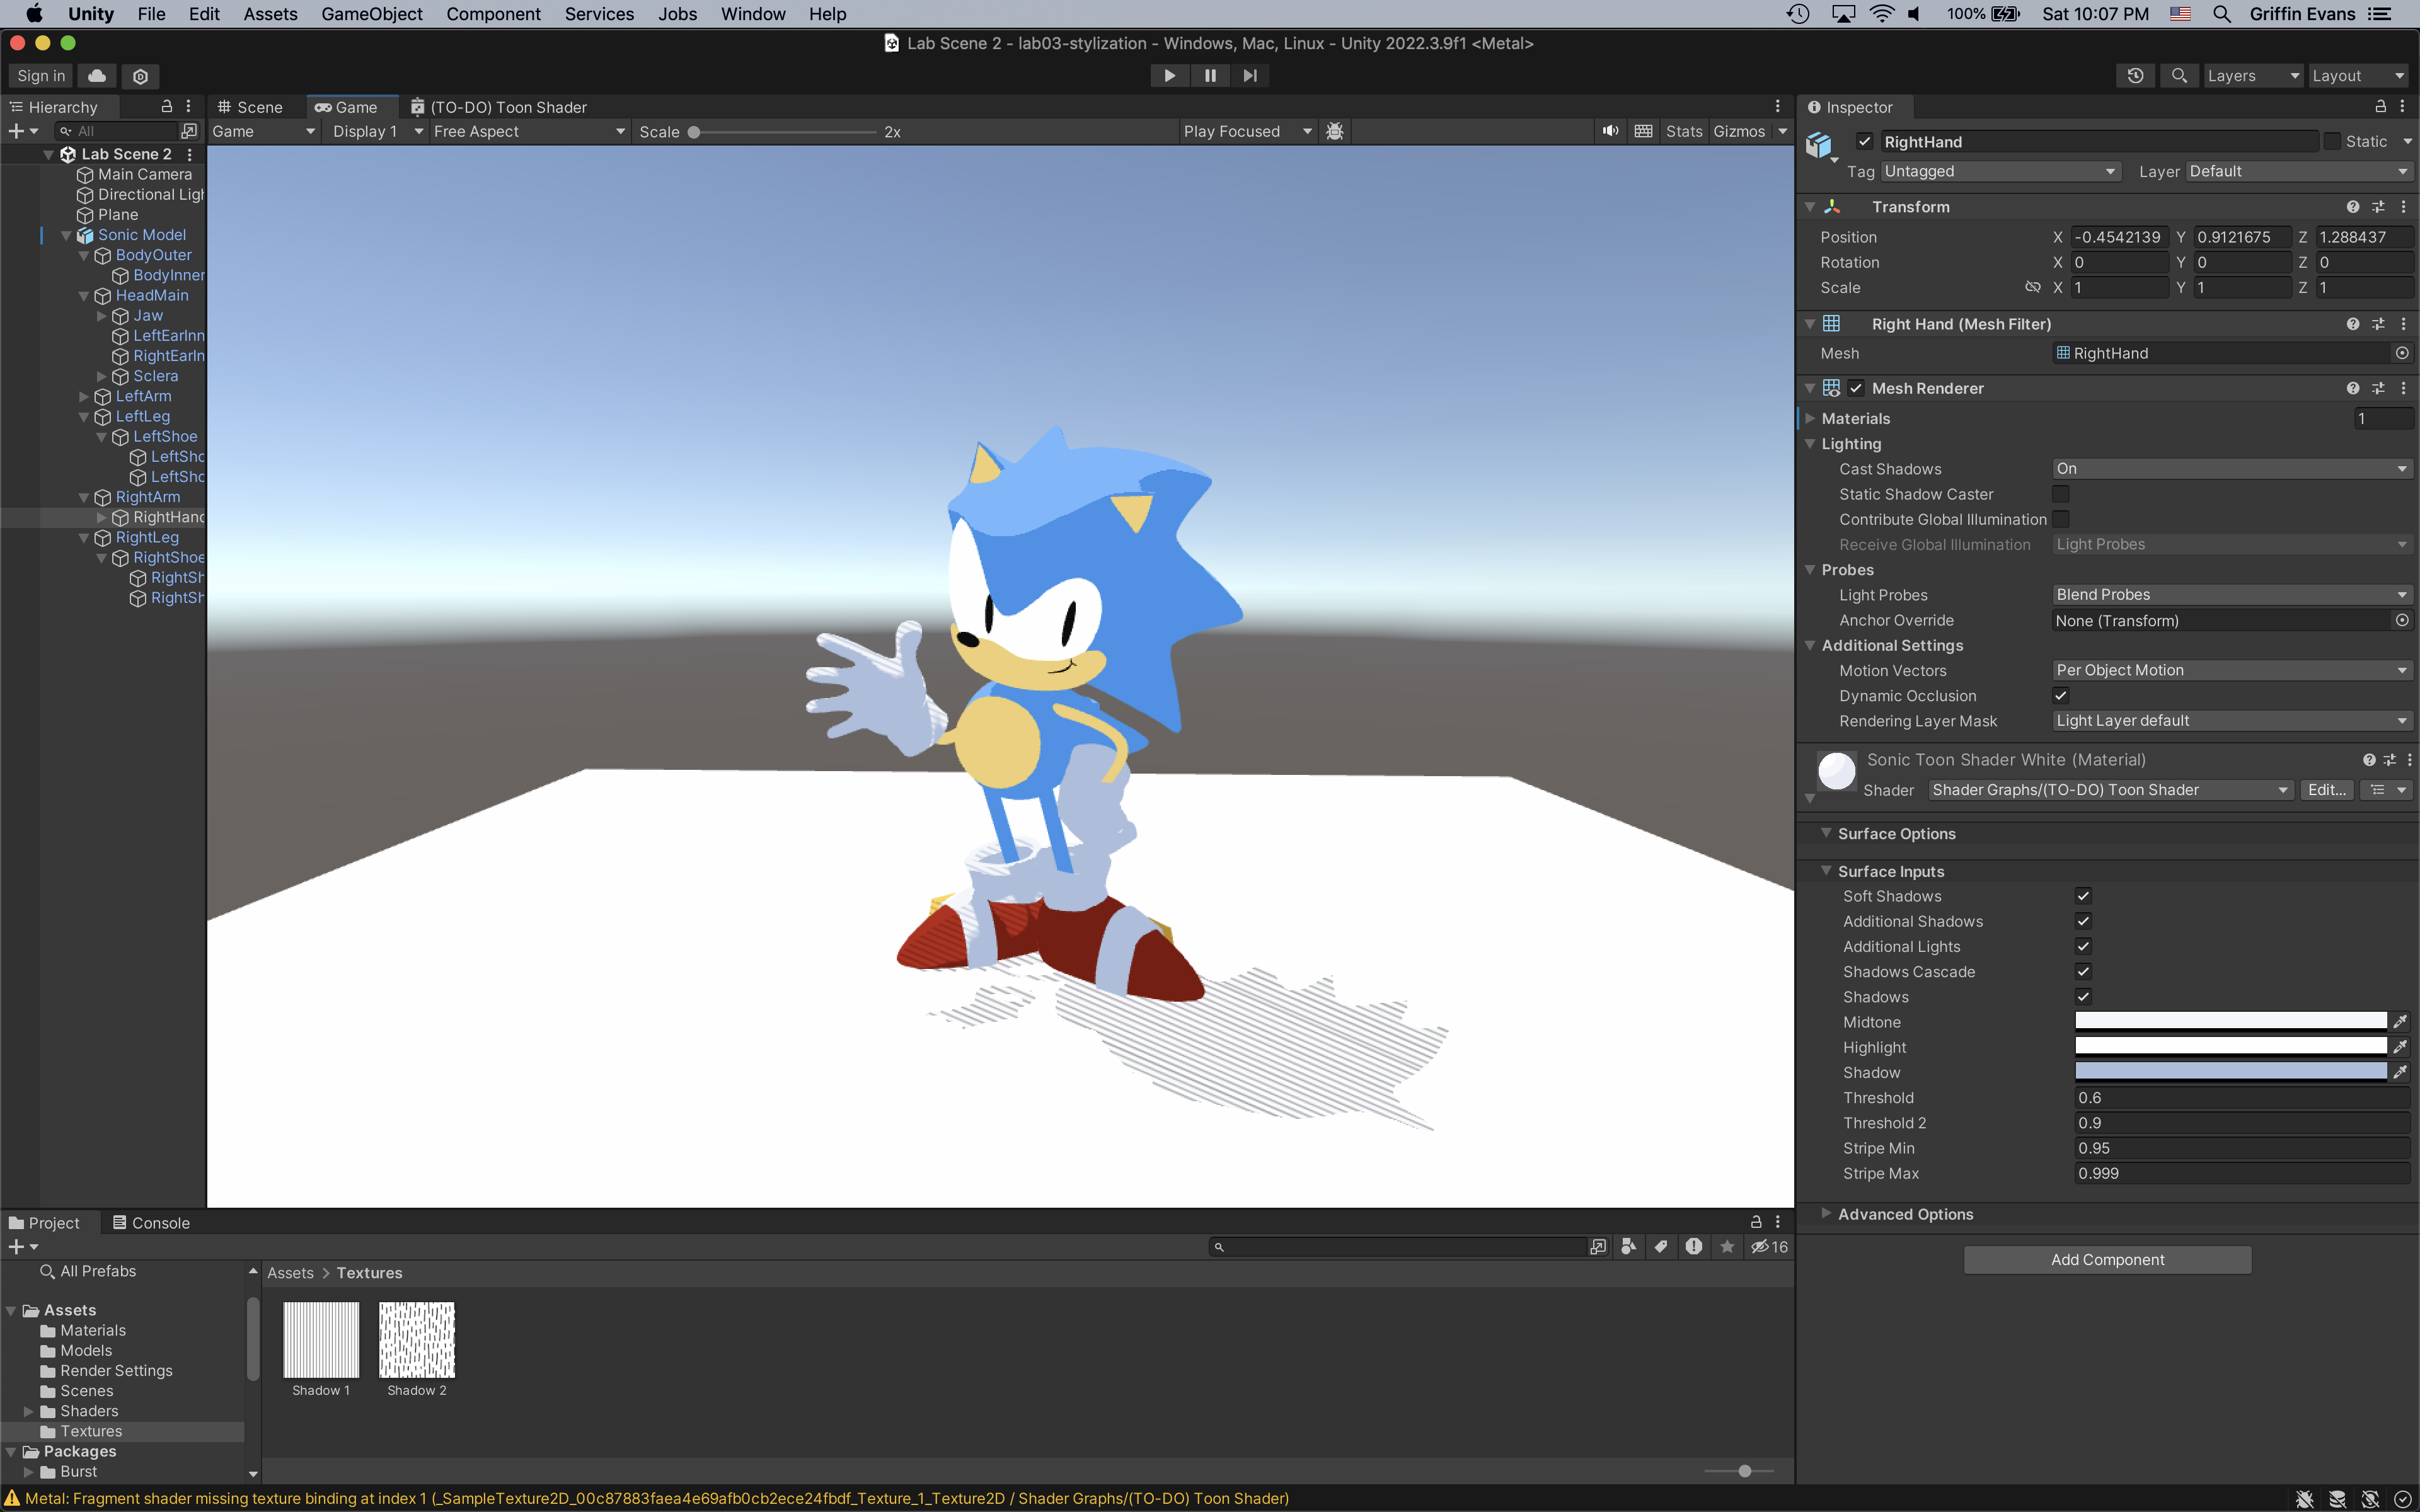 Unity File Edit Assets GameObject Component Services Jobs Window Help 100% Sat 10:07 PM Griffin Evans
Lab Scene 2 - lab03-stylization - Windows, Mac, Linux - Unity 2022.3.9f1 <Metal>
Sign in Layers Layout
Hierarchy
All
Lab Scene 2
Main Camera
Directional Ligh
Plane
Sonic Model
BodyOuter
BodyInner
HeadMain
Jaw
LeftEarInn
RightEarIn
Sclera
LeftArm
LeftLeg
LeftShoe
LeftSho
LeftSho
RightArm
RightHand
RightLeg
RightShoe
RightSh
RightSh
Scene Game (TO-DO) Toon Shader
Game Display 1 Free Aspect Scale 2x Play Focused Stats Gizmos
Inspector
RightHand Static
Tag Untagged Layer Default
Transform
Position X -0.4542139 Y 0.9121675 Z 1.288437
Rotation X 0 Y 0 Z 0
Scale X 1 Y 1 Z 1
Right Hand (Mesh Filter)
Mesh RightHand
Mesh Renderer
Materials 1
Lighting
Cast Shadows On
Static Shadow Caster
Contribute Global Illumination
Receive Global Illumination Light Probes
Probes
Light Probes Blend Probes
Anchor Override None (Transform)
Additional Settings
Motion Vectors Per Object Motion
Dynamic Occlusion
Rendering Layer Mask Light Layer default
Sonic Toon Shader White (Material)
Shader Shader Graphs/(TO-DO) Toon Shader Edit...
Surface Options
Surface Inputs
Soft Shadows
Additional Shadows
Additional Lights
Shadows Cascade
Shadows
Midtone
Highlight
Shadow
Threshold 0.6
Threshold 2 0.9
Stripe Min 0.95
Stripe Max 0.999
Advanced Options
Add Component
Project Console
16
All Prefabs
Assets
Materials
Models
Render Settings
Scenes
Shaders
Textures
Packages
Burst
Assets > Textures
Shadow 1 Shadow 2
Metal: Fragment shader missing texture binding at index 1 (_SampleTexture2D_00c87883faea4e69afb0cb2ece24fbdf_Texture_1_Texture2D / Shader Graphs/(TO-DO) Toon Shader)